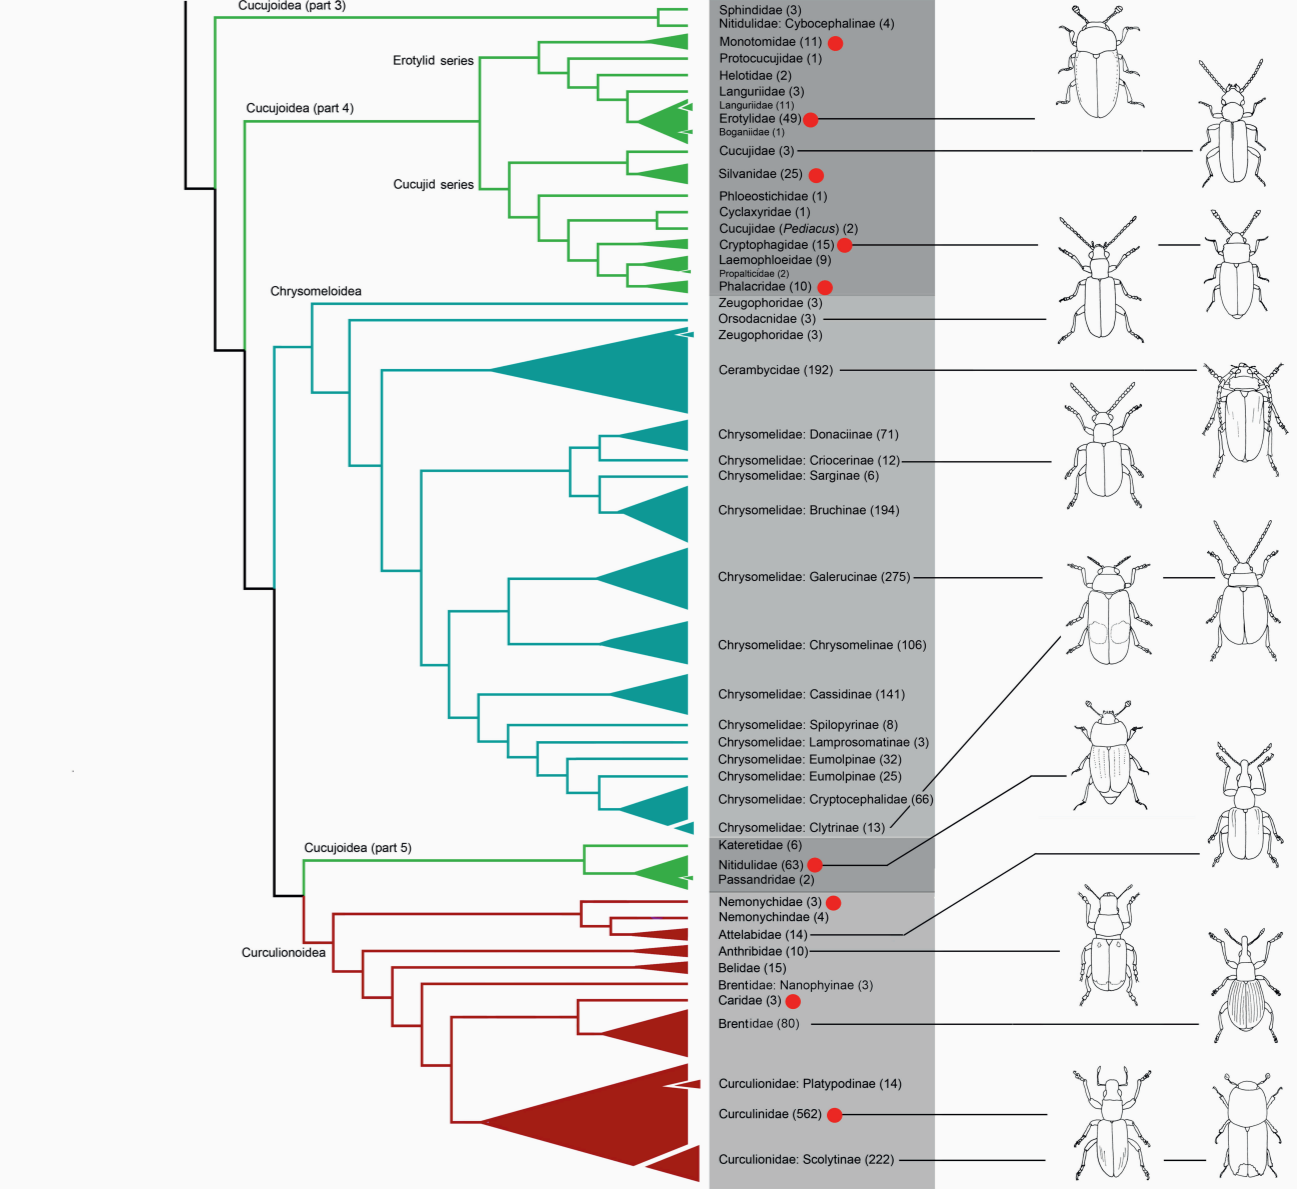 Cucujoidea (part 3)
Sphindidae (3)
Nitidulidae: Cybocephalinae (4)
Monotomidae (11)
Erotylid series
Protocucujidae (1)
Helotidae (2)
Languriidae (3)
Cucujoidea (part 4)
Languriidae (11)
Erotylidae (49)
Boganiidae (1)
Cucujidae (3)
Silvanidae (25)
Cucujid series
Phloeostichidae (1)
Cyclaxyridae (1)
Cucujidae (Pediacus) (2)
Cryptophagidae (15)
Laemophloeidae (9)
Propalticidae (2)
Phalacridae (10)
Chrysomeloidea
Zeugophoridae (3)
Orsodacnidae (3)
Zeugophoridae (3)
Cerambycidae (192)
Chrysomelidae: Donaciinae (71)
Chrysomelidae: Criocerinae (12)
Chrysomelidae: Sarginae (6)
Chrysomelidae: Bruchinae (194)
Chrysomelidae: Galerucinae (275)
Chrysomelidae: Chrysomelinae (106)
Chrysomelidae: Cassidinae (141)
Chrysomelidae: Spilopyrinae (8)
Chrysomelidae: Lamprosomatinae (3)
Chrysomelidae: Eumolpinae (32)
Chrysomelidae: Eumolpinae (25)
Chrysomelidae: Cryptocephalidae (66)
Chrysomelidae: Clytrinae (13)
Cucujoidea (part 5)
Kateretidae (6)
Nitidulidae (63)
Passandridae (2)
Nemonychidae (3)
Nemonychindae (4)
Attelabidae (14)
Curculionoidea
Anthribidae (10)
Belidae (15)
Brentidae: Nanophyinae (3)
Caridae (3)
Brentidae (80)
Curculionidae: Platypodinae (14)
Curculinidae (562)
Curculionidae: Scolytinae (222)